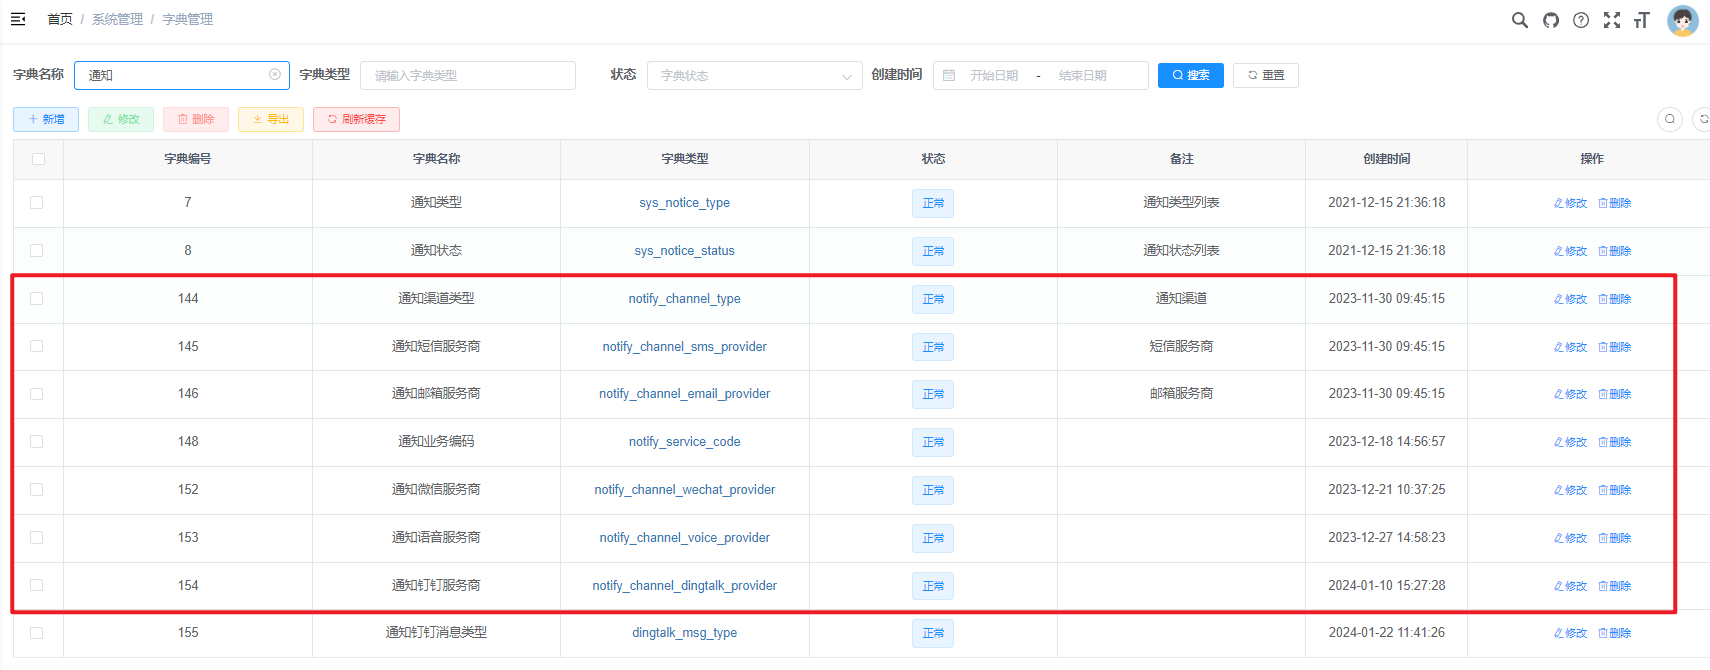 首页 / 系统管理 / 字典管理
字典名称 通知 字典类型 请输入字典类型 状态 字典状态 创建时间 开始日期 - 结束日期 搜索 重置
新增 修改 删除 导出 刷新缓存
字典编号 字典名称 字典类型 状态 备注 创建时间 操作
7 通知类型 sys_notice_type 正常 通知类型列表 2021-12-15 21:36:18 修改 删除
8 通知状态 sys_notice_status 正常 通知状态列表 2021-12-15 21:36:18 修改 删除
144 通知渠道类型 notify_channel_type 正常 通知渠道 2023-11-30 09:45:15 修改 删除
145 通知短信服务商 notify_channel_sms_provider 正常 短信服务商 2023-11-30 09:45:15 修改 删除
146 通知邮箱服务商 notify_channel_email_provider 正常 邮箱服务商 2023-11-30 09:45:15 修改 删除
148 通知业务编码 notify_service_code 正常 2023-12-18 14:56:57 修改 删除
152 通知微信服务商 notify_channel_wechat_provider 正常 2023-12-21 10:37:25 修改 删除
153 通知语音服务商 notify_channel_voice_provider 正常 2023-12-27 14:58:23 修改 删除
154 通知钉钉服务商 notify_channel_dingtalk_provider 正常 2024-01-10 15:27:28 修改 删除
155 通知钉钉消息类型 dingtalk_msg_type 正常 2024-01-22 11:41:26 修改 删除